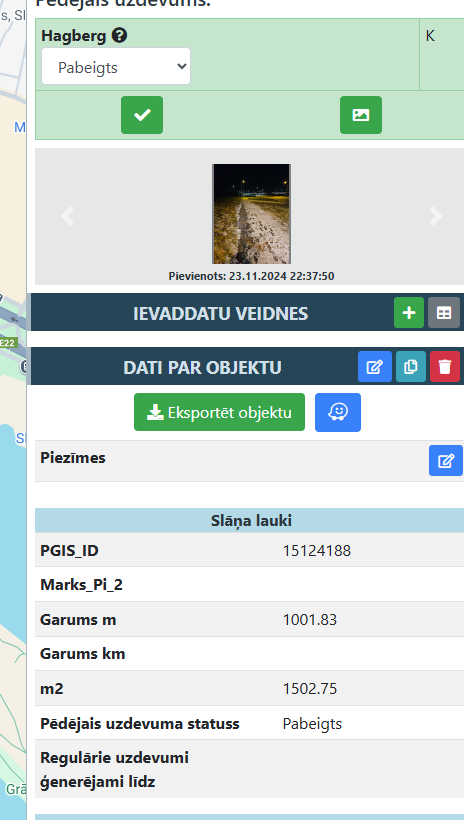 Pēdējais uzdevums:
s, Sl
Hagberg
K
Pabeigts
M
Pievienots: 23.11.2024 22:37:50
IEVADDATU VEIDNES
E22
DATI PAR OBJEKTU
Eksportēt objektu
Sl
Piezīmes
Slāņa lauki
PGIS_ID 15124188
Marks_Pi_2
Garums m 1001.83
Garums km
m2 1502.75
Pēdējais uzdevuma statuss Pabeigts
Regulārie uzdevumi
ģenerējami līdz
Grā